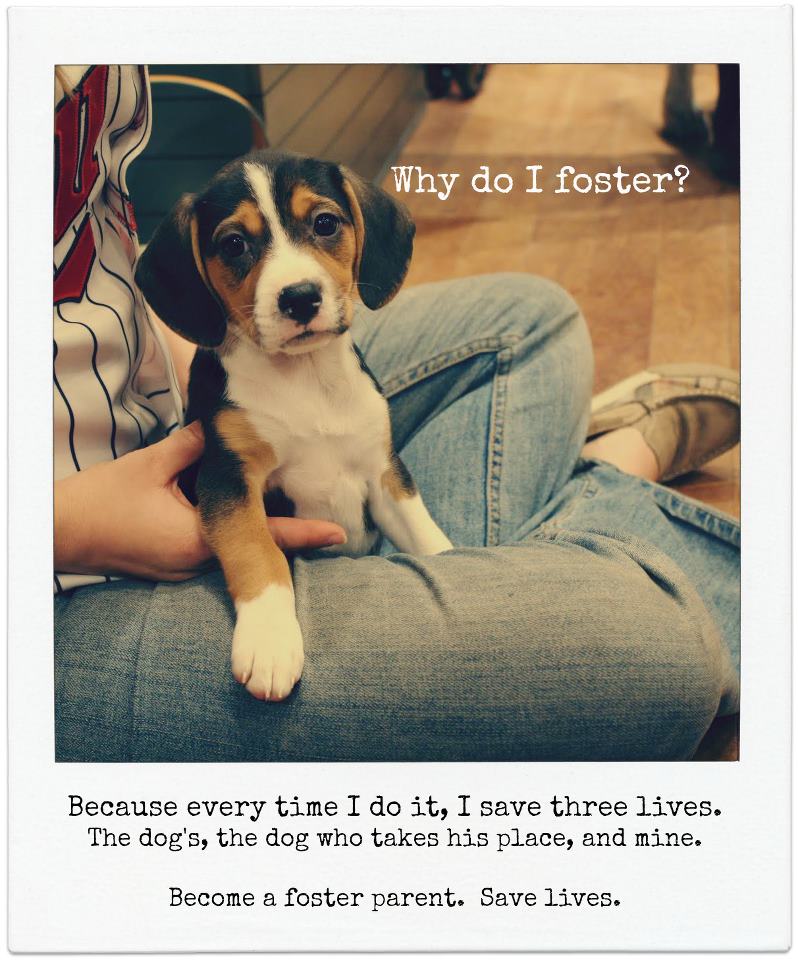 Why do I foster?
Because every time I do it, I save three lives.
The dog's, the dog who takes his place, and mine.
Become a foster parent. Save lives.